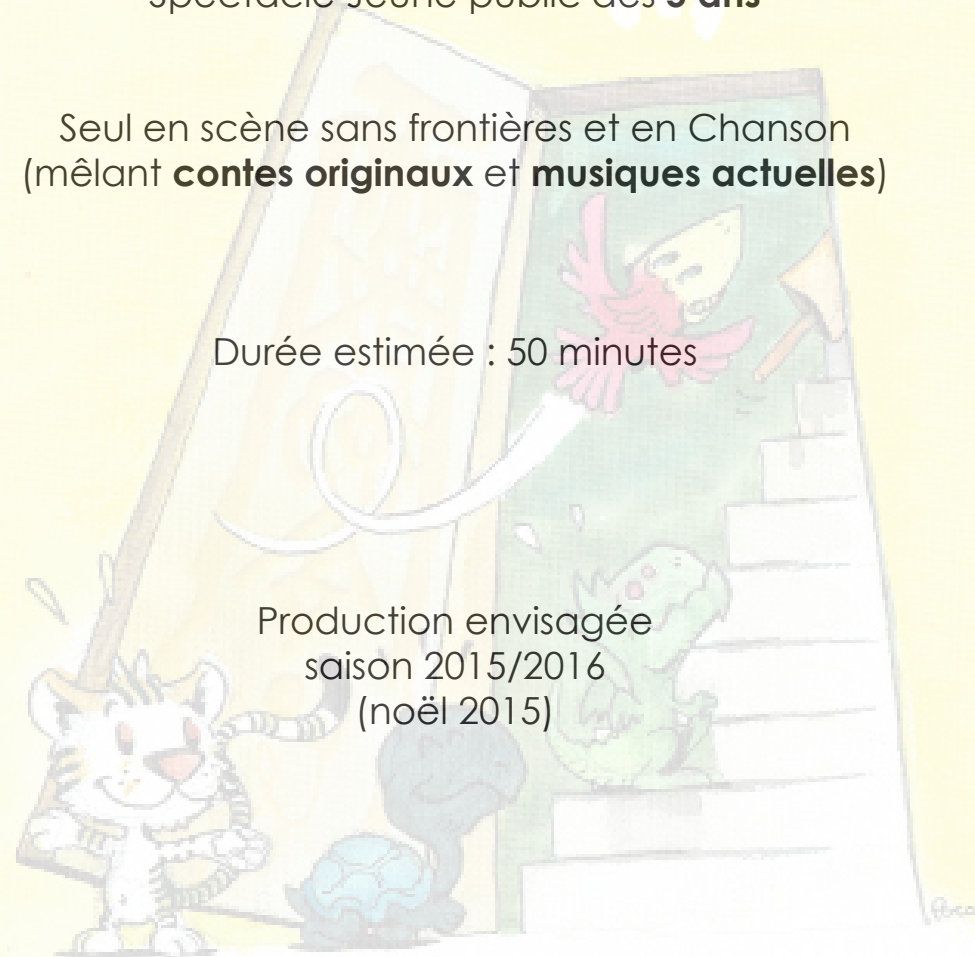 Spectacle Jeune public dès ans
Seul en scène sans frontières et en Chanson
(mêlant contes originaux et musiques actuelles)
Durée estimée : 50 minutes
Production envisagée
saison 2015/2016
(noël 2015)